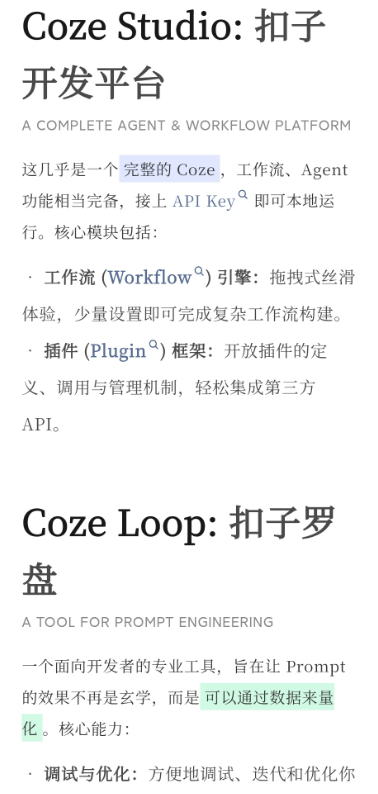 Coze Studio: 扣子
开发平台
A COMPLETE AGENT & WORKFLOW PLATFORM
这几乎是一个 完整的 Coze ，工作流、Agent
功能相当完备，接上 API Key 即可本地运
行。核心模块包括：
· 工作流 (Workflow) 引擎：拖拽式丝滑
体验，少量设置即可完成复杂工作流构建。
· 插件 (Plugin) 框架：开放插件的定
义、调用与管理机制，轻松集成第三方
API。
Coze Loop: 扣子罗
盘
A TOOL FOR PROMPT ENGINEERING
一个面向开发者的专业工具，旨在让 Prompt
的效果不再是玄学，而是 可以通过数据来量
化 。核心能力：
· 调试与优化：方便地调试、迭代和优化你